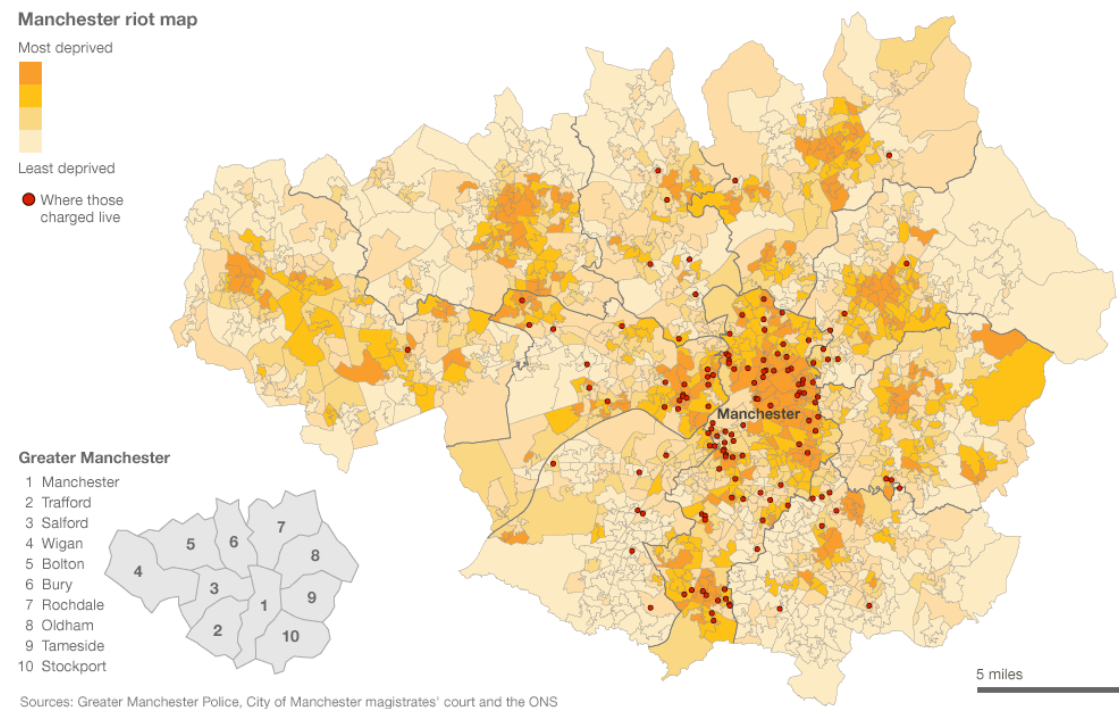 Manchester riot map
Most deprived
Least deprived
Where those
charged live
Manchester
Greater Manchester
1 Manchester
2 Trafford
3 Salford
4 Wigan
5 Bolton
6 Bury
7 Rochdale
8 Oldham
9 Tameside
10 Stockport
7
6
5
8
4
3
9
1
2
10
5 miles
Sources: Greater Manchester Police, City of Manchester magistrates' court and the ONS